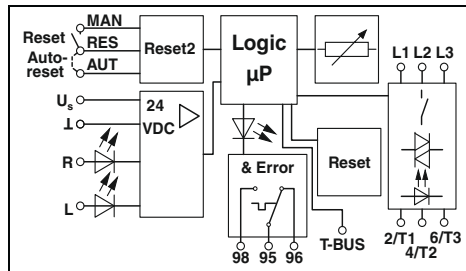 Reset
Auto-
reset
MAN
RES
AUT
Reset2
Logic
µP
L1 L2 L3
Us
⊥
R
L
24
VDC
& Error
Reset
98 95 96
T-BUS
2/T1
4/T2
6/T3